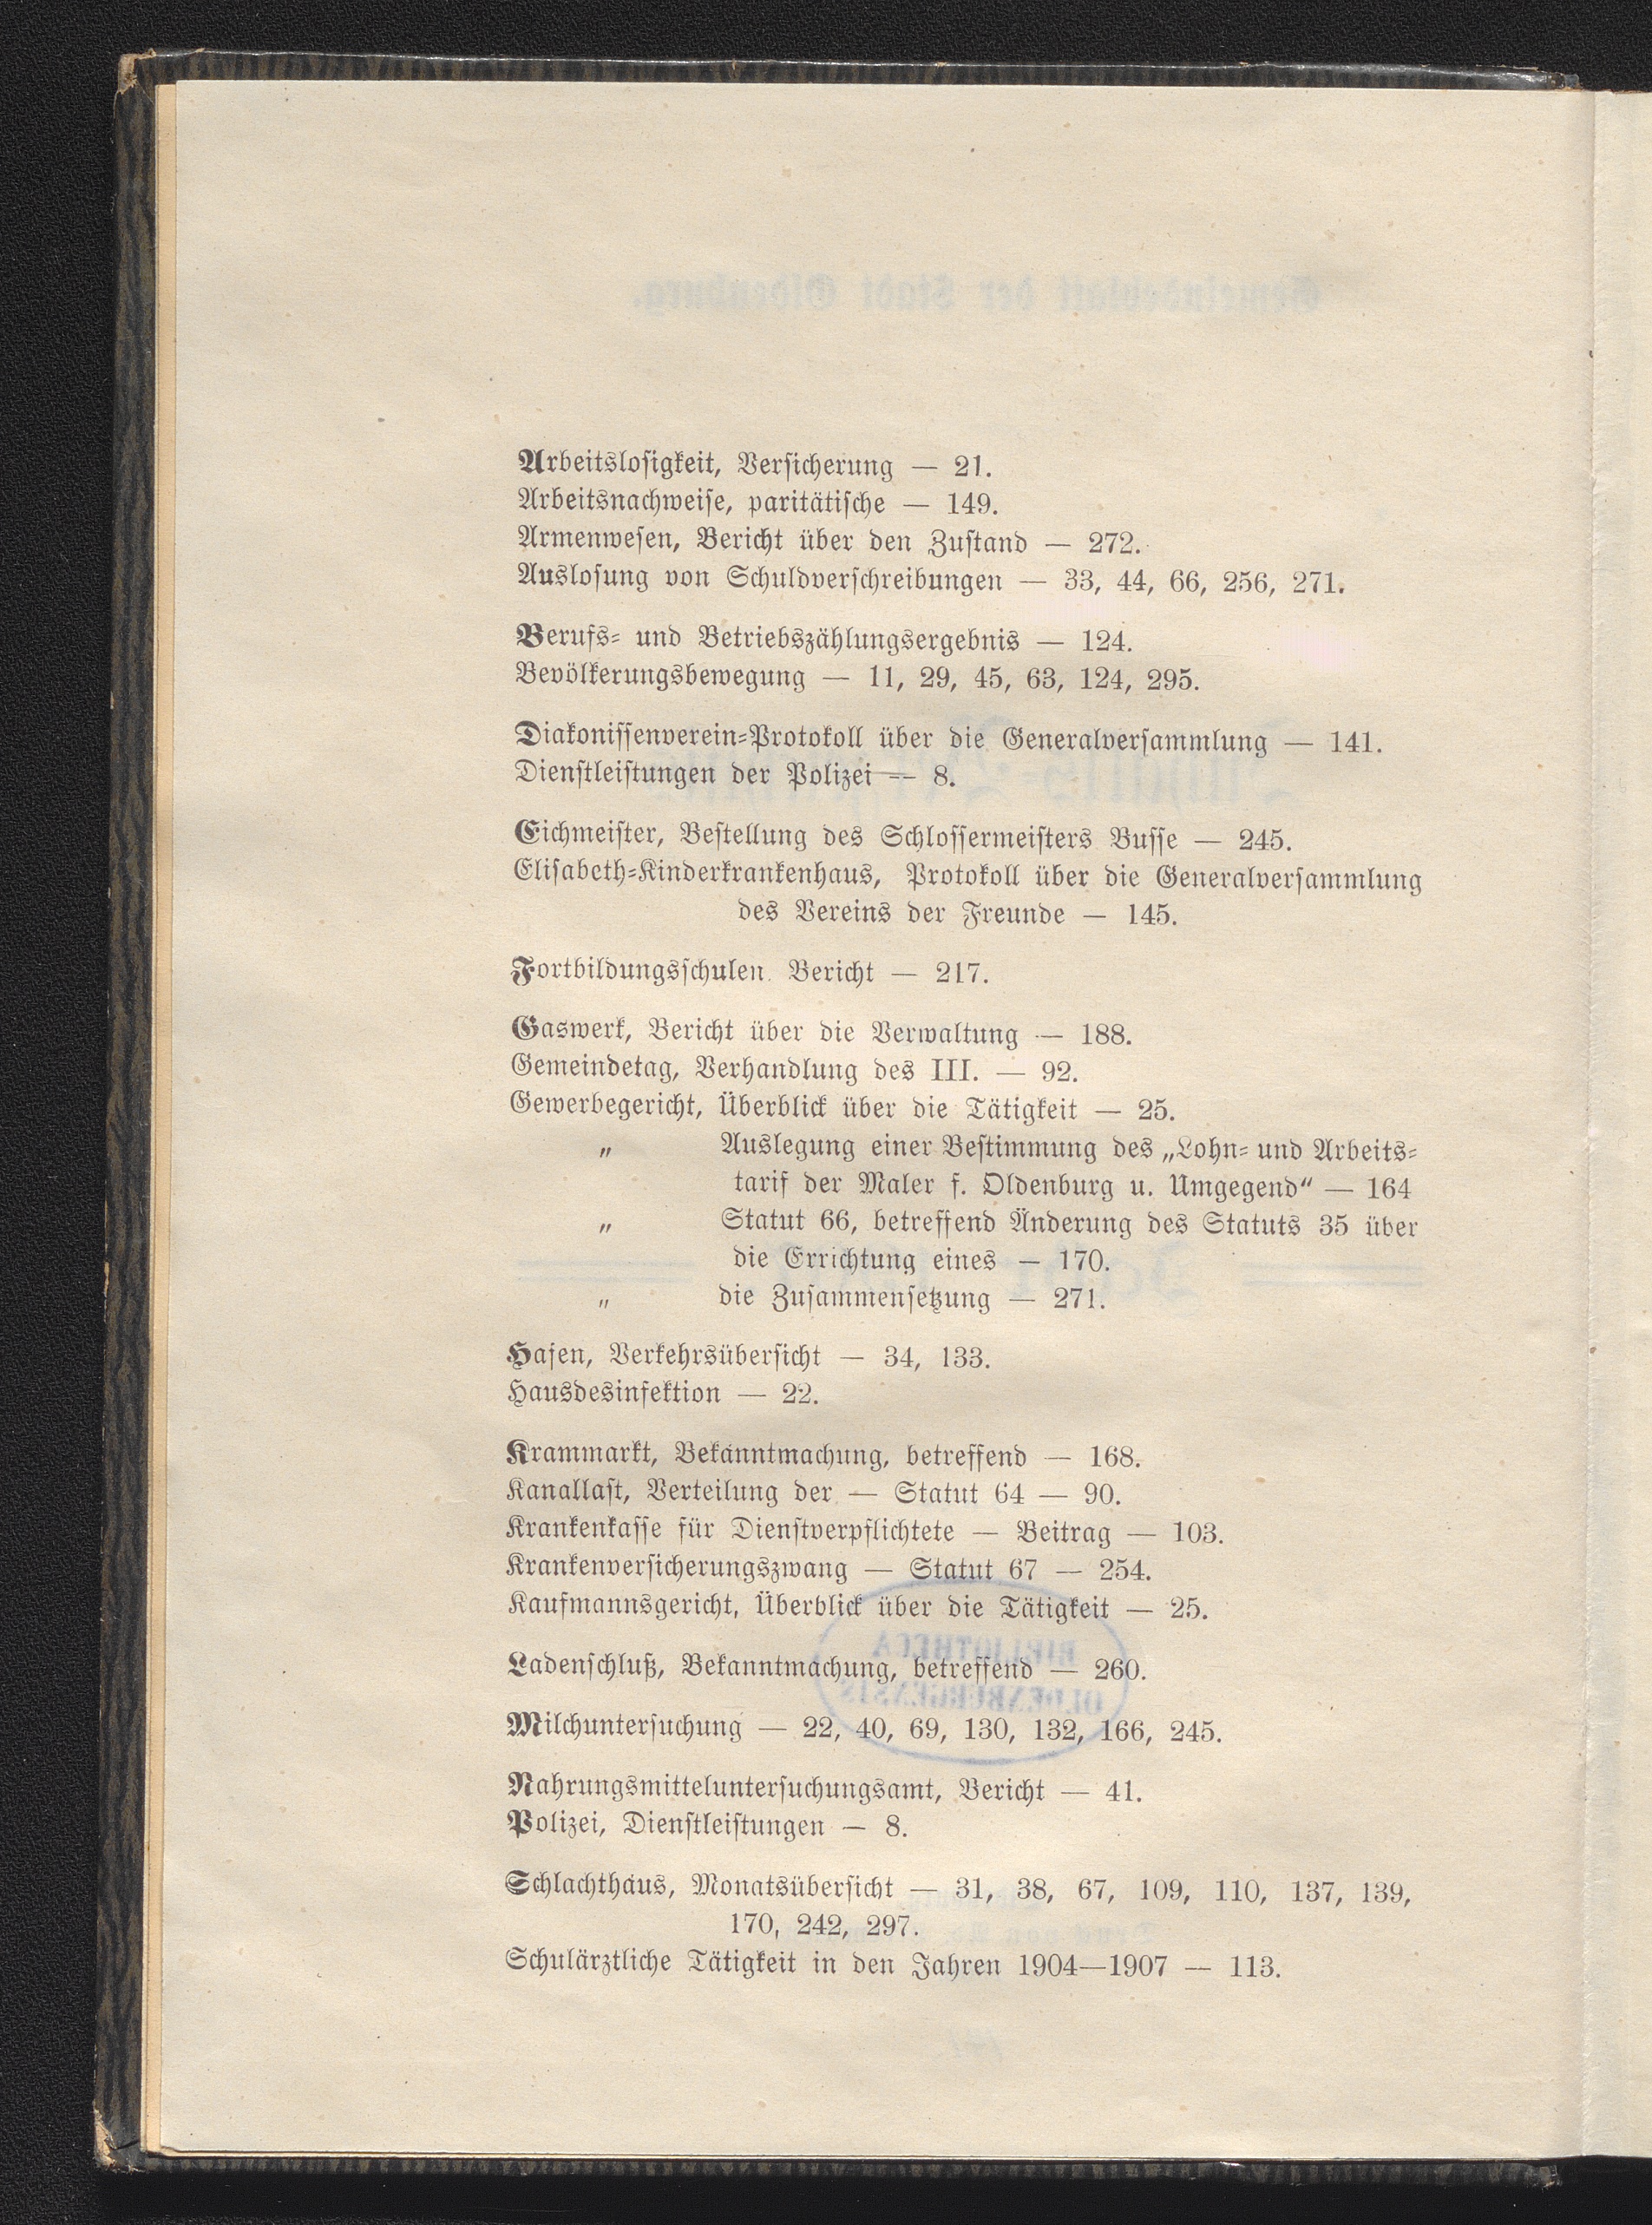 Arbeitslosigkeit, Versicherung — 21.
Arbeitsnachweise, paritätische — 149.
Armenwesen, Bericht über den Zustand — 272.
Auslosung von Schuldverschreibungen — 33, 44, 66, 256, 271.
Berufs- und Betriebszählungsergebnis — 124.
Bevölkerungsbewegung — 11, 29, 45, 63, 124, 295.
Diakonissenverein-Protokoll über die Generalversammlung — 141.
Dienstleistungen der Polizei — 8.
Eichmeister, Bestellung des Schlossermeisters Busse — 245.
Elisabeth-Kinderkrankenhaus, Protokoll über die Generalversammlung
des Vereins der Freunde — 145.
Fortbildungsschulen. Bericht — 217.
Gaswerk, Bericht über die Verwaltung — 188.
Gemeindetag, Verhandlung des III. — 92.
Gewerbegericht, Überblick über die Tätigkeit — 25.
„ Auslegung einer Bestimmung des „Lohn- und Arbeits-
tarif der Maler f. Oldenburg u. Umgegend“ — 164
„ Statut 66, betreffend Änderung des Statuts 35 über
die Errichtung eines — 170.
„ die Zusammensetzung — 271.
Hafen, Verkehrsübersicht — 34, 133.
Hausdesinfektion — 22.
Krammarkt, Bekanntmachung, betreffend — 168.
Kanallast, Verteilung der — Statut 64 — 90.
Krankenkasse für Dienstverpflichtete — Beitrag — 103.
Krankenversicherungszwang — Statut 67 — 254.
Kaufmannsgericht, Überblick über die Tätigkeit — 25.
Ladenschluß, Bekanntmachung, betreffend — 260.
Milchuntersuchung — 22, 40, 69, 130, 132, 166, 245.
Nahrungsmitteluntersuchungsamt, Bericht — 41.
Polizei, Dienstleistungen — 8.
Schlachthaus, Monatsübersicht — 31, 38, 67, 109, 110, 137, 139,
170, 242, 297.
Schulärztliche Tätigkeit in den Jahren 1904—1907 — 113.